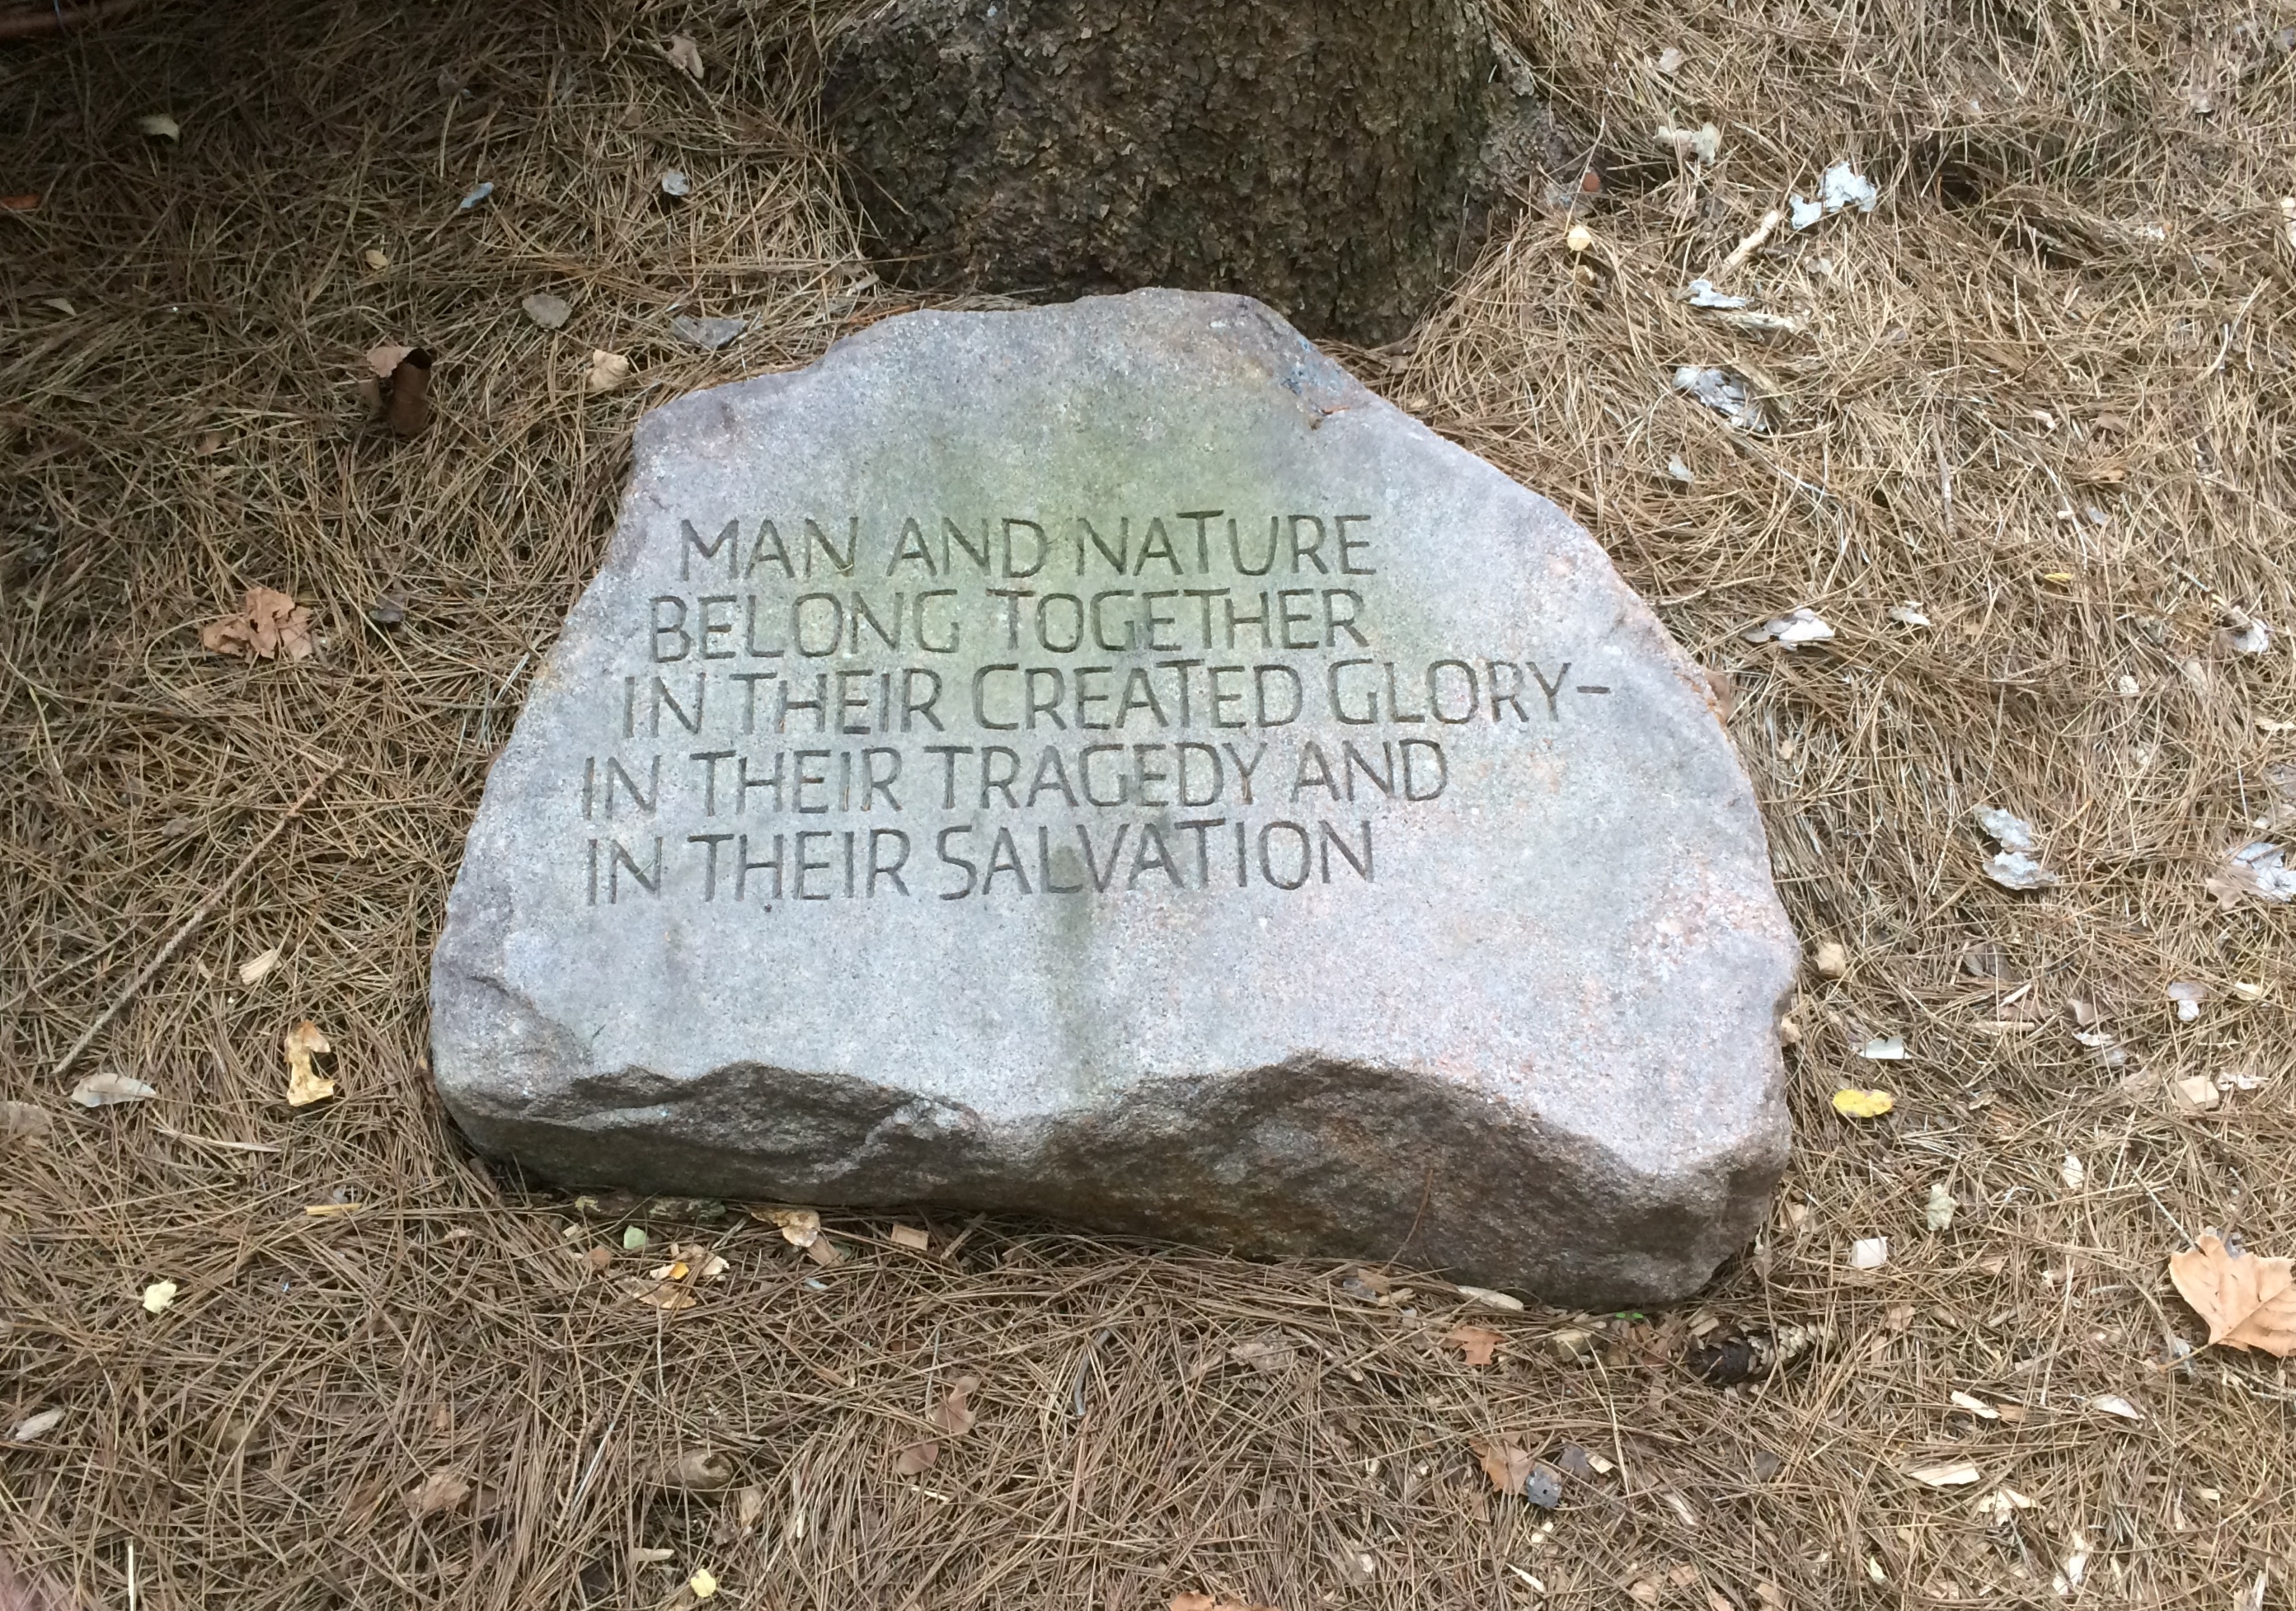 MAN AND NATURE
BELONG TOGETHER
IN THEIR CREATED GLORY–
IN THEIR TRAGEDY AND
IN THEIR SALVATION